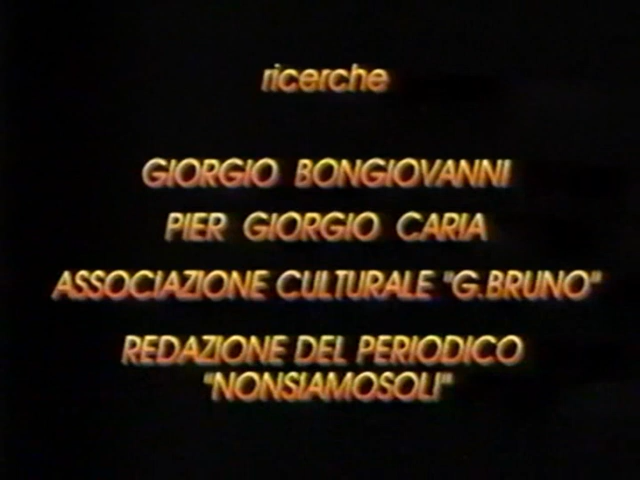 ricerche
GIORGIO BONGIOVANNI
PIER GIORGIO CARIA
ASSOCIAZIONE CULTURALE "G.BRUNO"
REDAZIONE DEL PERIODICO
"NONSIAMOSOLI"